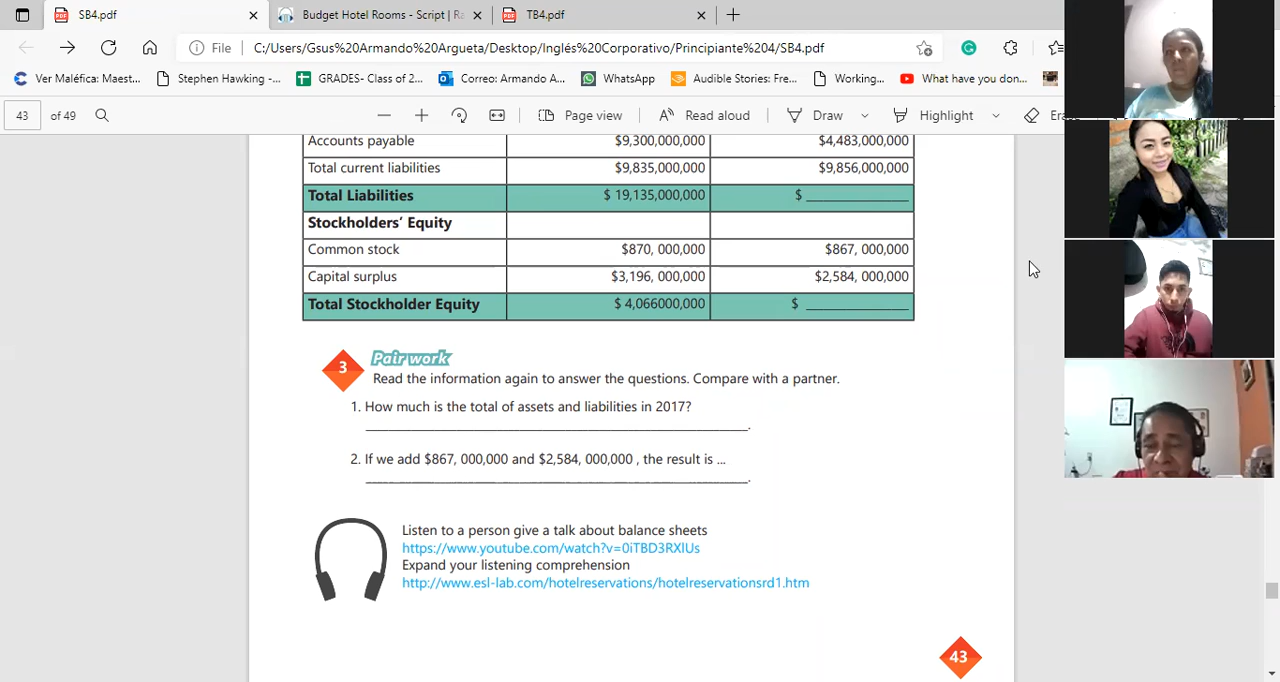 SB4.pdf
Budget Hotel Rooms - Script | Ra
TB4.pdf
File
C:/Users/Gsus%20Armando%20Argueta/Desktop/Inglés%20Corporativo/Principiante%204/SB4.pdf
Ver Maléfica: Maest...
Stephen Hawking -...
GRADES- Class of 2...
Correo: Armando A...
WhatsApp
Audible Stories: Fre...
Working...
What have you don...
43 of 49
Page view
Read aloud
Draw
Highlight
Era
Accounts payable $9,300,000,000 $4,483,000,000
Total current liabilities $9,835,000,000 $9,856,000,000
Total Liabilities $ 19,135,000,000 $ _______________
Stockholders' Equity
Common stock $870, 000,000 $867, 000,000
Capital surplus $3,196, 000,000 $2,584, 000,000
Total Stockholder Equity $ 4,066000,000 $ _______________
3
Pair work
Read the information again to answer the questions. Compare with a partner.
1. How much is the total of assets and liabilities in 2017?
_______________________________________________.
2. If we add $867, 000,000 and $2,584, 000,000 , the result is ...
_______________________________________________.
Listen to a person give a talk about balance sheets
https://www.youtube.com/watch?v=0iTBD3RXIUs
Expand your listening comprehension
http://www.esl-lab.com/hotelreservations/hotelreservationsrd1.htm
43